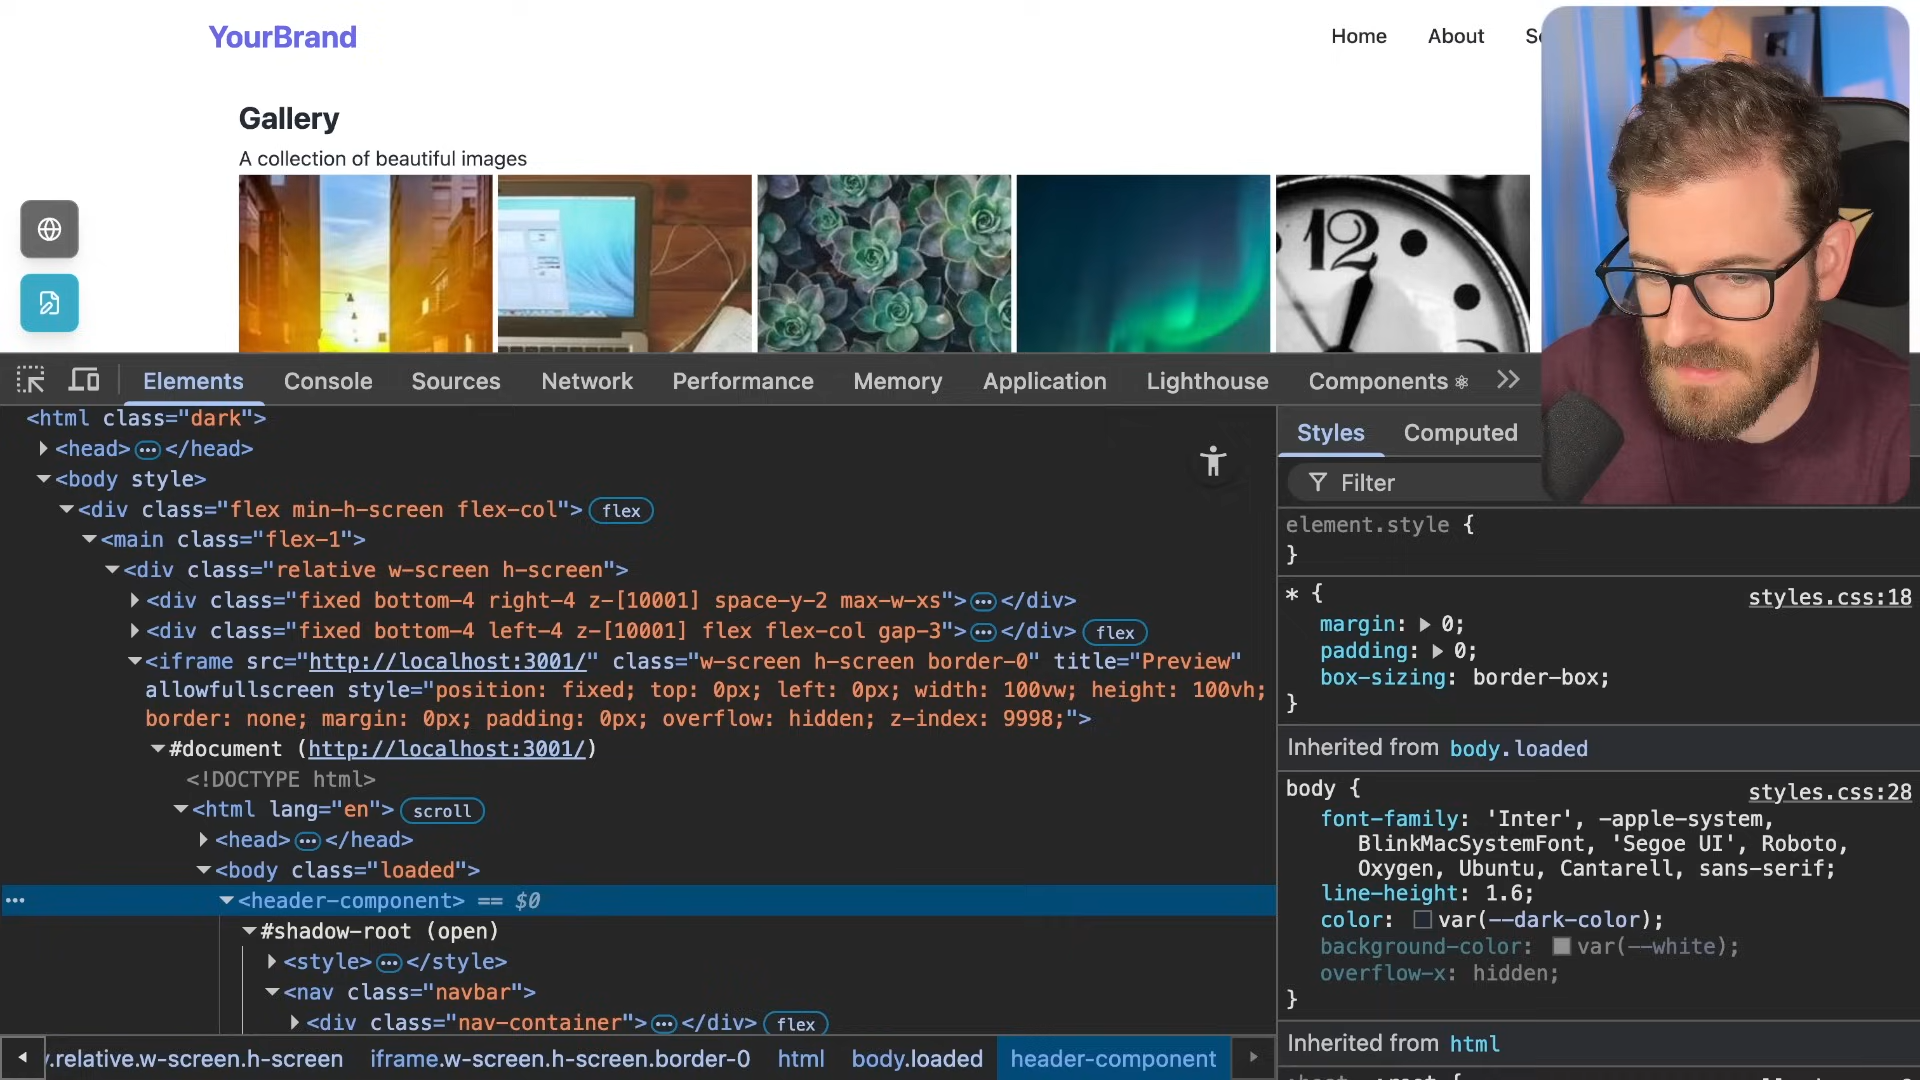 YourBrand
Home About
Gallery
A collection of beautiful images
12
Elements Console Sources Network Performance Memory Application Lighthouse Components ⚛ >>
<html class="dark">
<head> ··· </head>
<body style>
<div class="flex min-h-screen flex-col"> flex
<main class="flex-1">
<div class="relative w-screen h-screen">
<div class="fixed bottom-4 right-4 z-[10001] space-y-2 max-w-xs"> ··· </div>
<div class="fixed bottom-4 left-4 z-[10001] flex flex-col gap-3"> ··· </div> flex
<iframe src="http://localhost:3001/" class="w-screen h-screen border-0" title="Preview"
allowfullscreen style="position: fixed; top: 0px; left: 0px; width: 100vw; height: 100vh;
border: none; margin: 0px; padding: 0px; overflow: hidden; z-index: 9998;">
#document (http://localhost:3001/)
<!DOCTYPE html>
<html lang="en"> scroll
<head> ··· </head>
<body class="loaded">
··· <header-component> == $0
#shadow-root (open)
<style> ··· </style>
<nav class="navbar">
<div class="nav-container"> ··· </div> flex
.relative.w-screen.h-screen iframe.w-screen.h-screen.border-0 html body.loaded header-component
Styles Computed
Filter
element.style {
}
* { styles.css:18
margin: 0;
padding: 0;
box-sizing: border-box;
}
Inherited from body.loaded
body { styles.css:28
font-family: 'Inter', -apple-system,
BlinkMacSystemFont, 'Segoe UI', Roboto,
Oxygen, Ubuntu, Cantarell, sans-serif;
line-height: 1.6;
color: var(--dark-color);
background-color: var(--white);
overflow-x: hidden;
}
Inherited from html